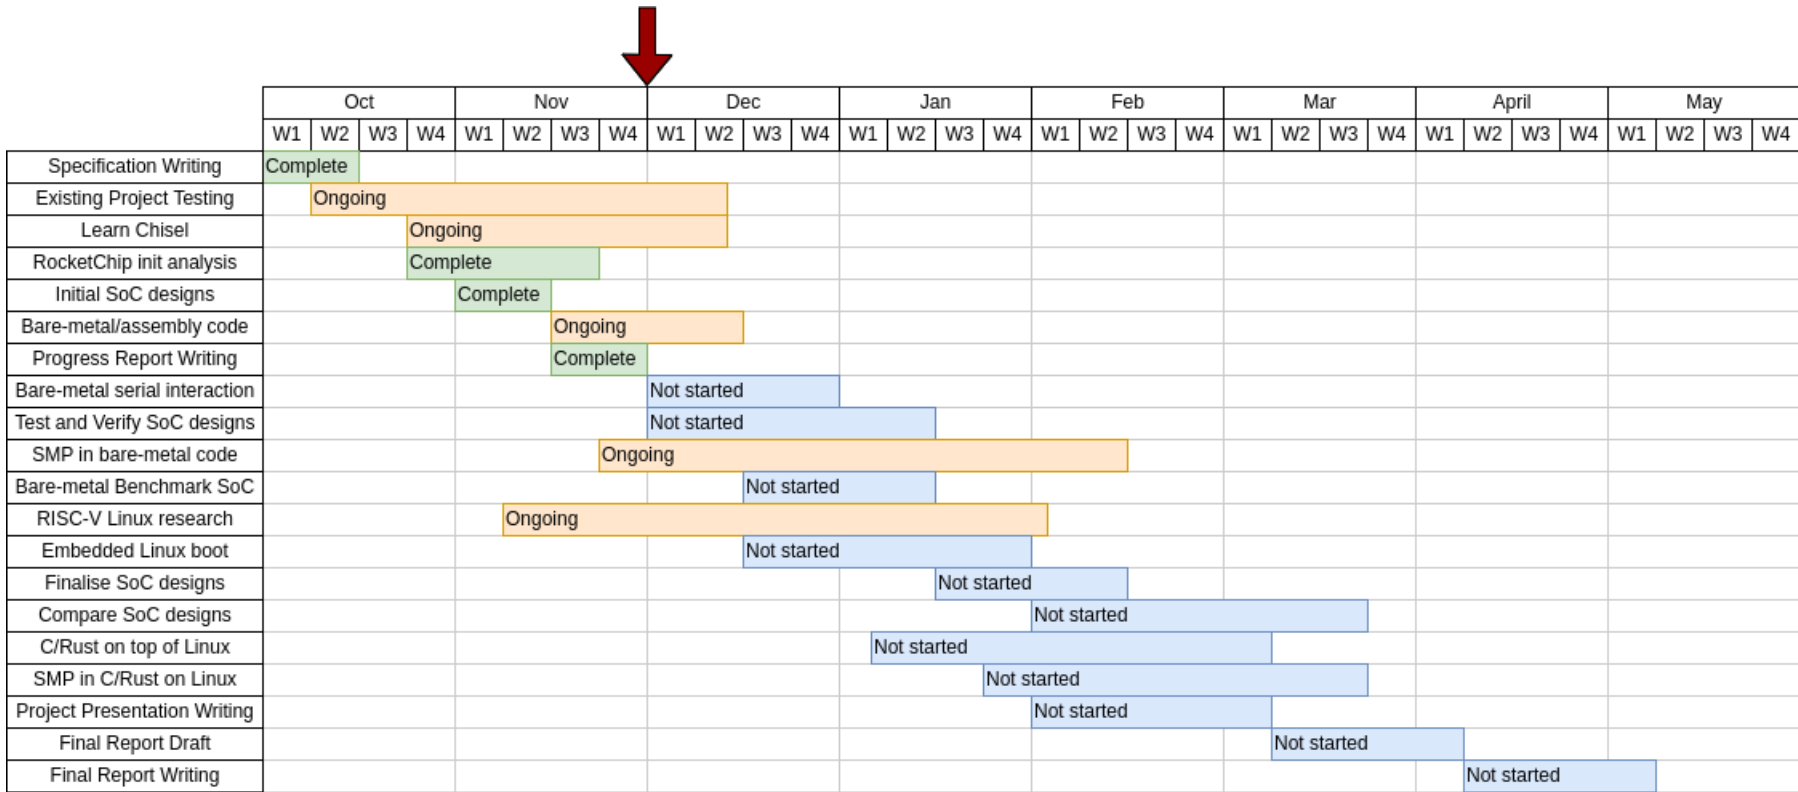 Oct Nov Dec Jan Feb Mar April May
W1 W2 W3 W4 W1 W2 W3 W4 W1 W2 W3 W4 W1 W2 W3 W4 W1 W2 W3 W4 W1 W2 W3 W4 W1 W2 W3 W4 W1 W2 W3 W4
Specification Writing Complete
Existing Project Testing Ongoing
Learn Chisel Ongoing
RocketChip init analysis Complete
Initial SoC designs Complete
Bare-metal/assembly code Ongoing
Progress Report Writing Complete
Bare-metal serial interaction Not started
Test and Verify SoC designs Not started
SMP in bare-metal code Ongoing
Bare-metal Benchmark SoC Not started
RISC-V Linux research Ongoing
Embedded Linux boot Not started
Finalise SoC designs Not started
Compare SoC designs Not started
C/Rust on top of Linux Not started
SMP in C/Rust on Linux Not started
Project Presentation Writing Not started
Final Report Draft Not started
Final Report Writing Not started